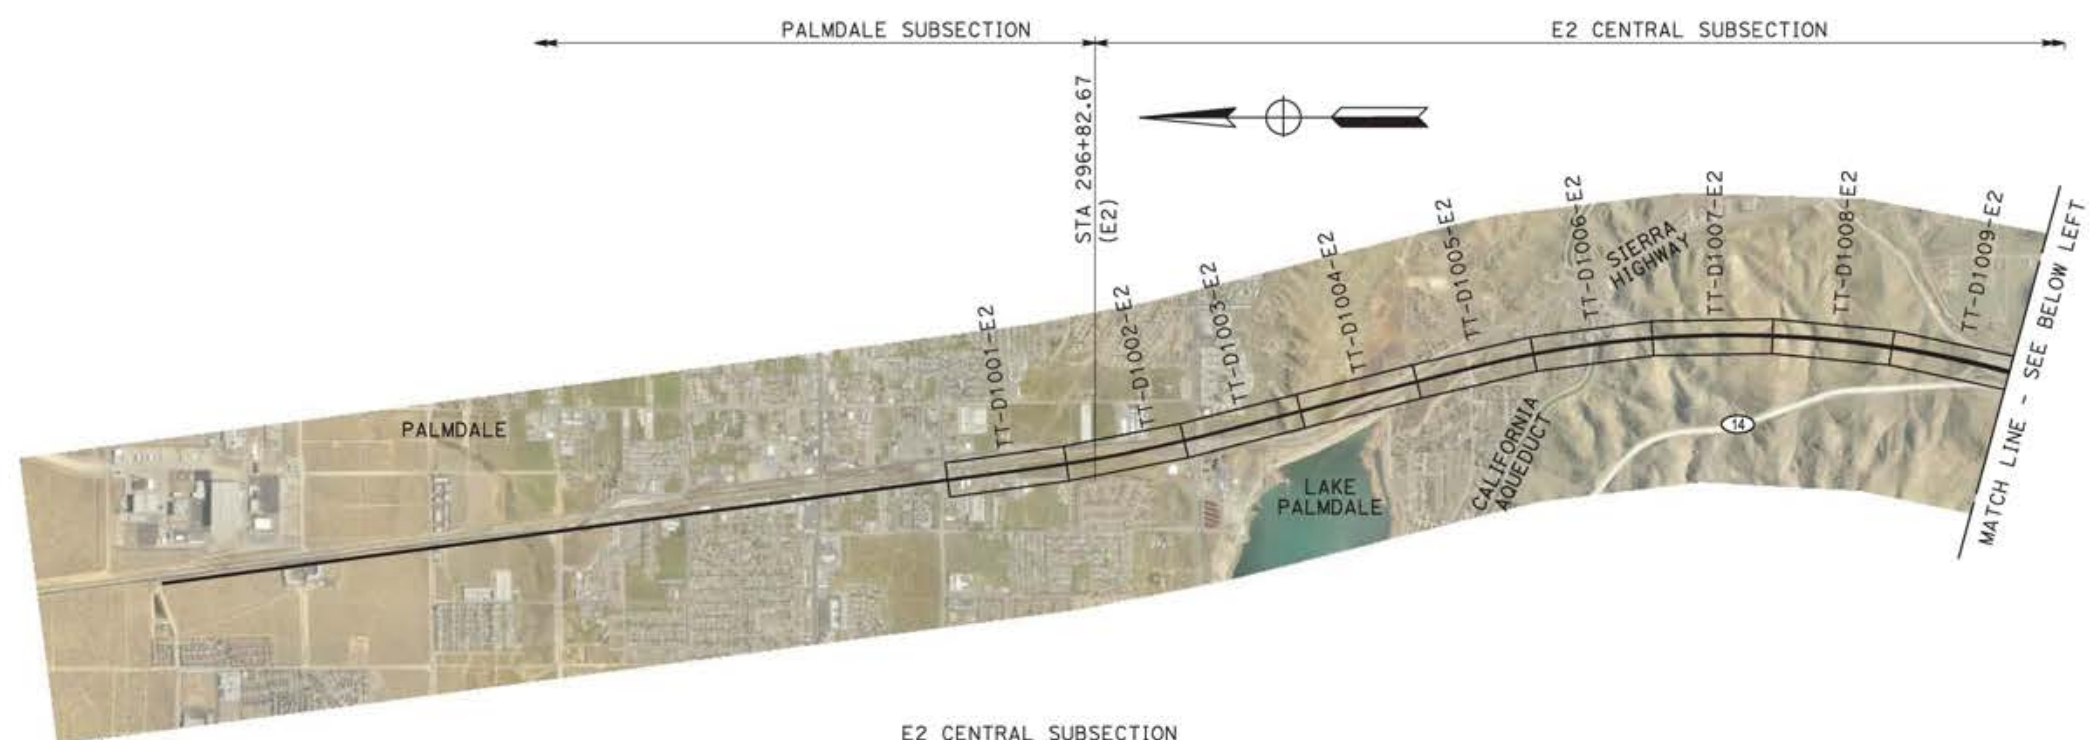 PALMDALE SUBSECTION
E2 CENTRAL SUBSECTION
STA 296+82.67
(E2)
TT-D1001-E2
TT-D1002-E2
TT-D1003-E2
TT-D1004-E2
TT-D1005-E2
TT-D1006-E2
TT-D1007-E2
TT-D1008-E2
TT-D1009-E2
SIERRA
HIGHWAY
PALMDALE
LAKE
PALMDALE
CALIFORNIA
AQUEDUCT
14
MATCH LINE - SEE BELOW LEFT
E2 CENTRAL SUBSECTION